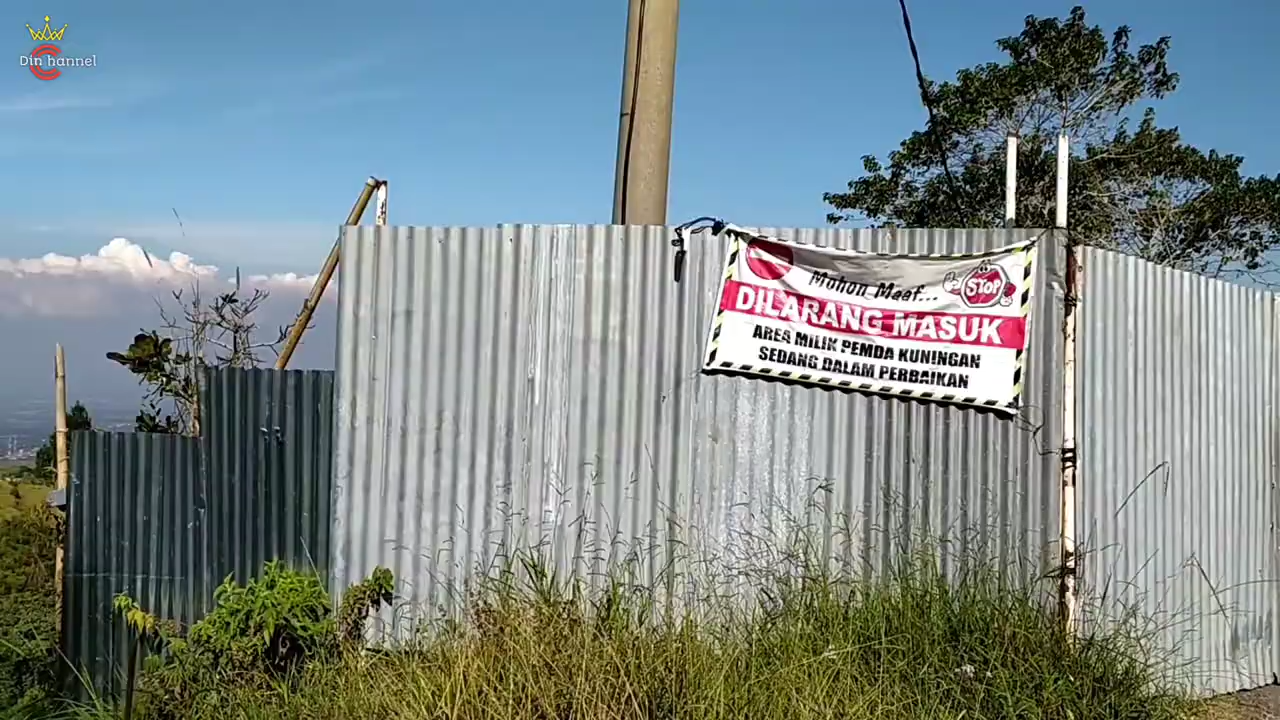 Din hannel
Mohon Maaf...
STOP
DILARANG MASUK
AREA MILIK PEMDA KUNINGAN
SEDANG DALAM PERBAIKAN